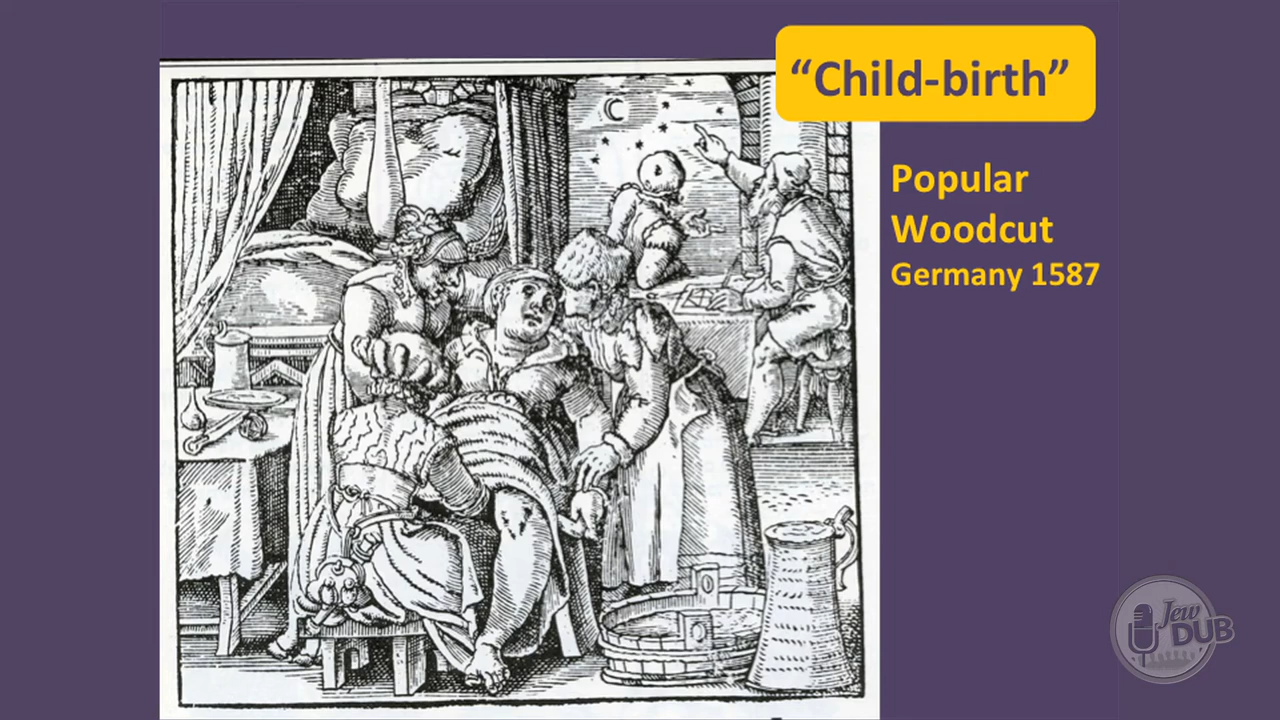 “Child-birth”
Popular
Woodcut
Germany 1587
Jew
DUB